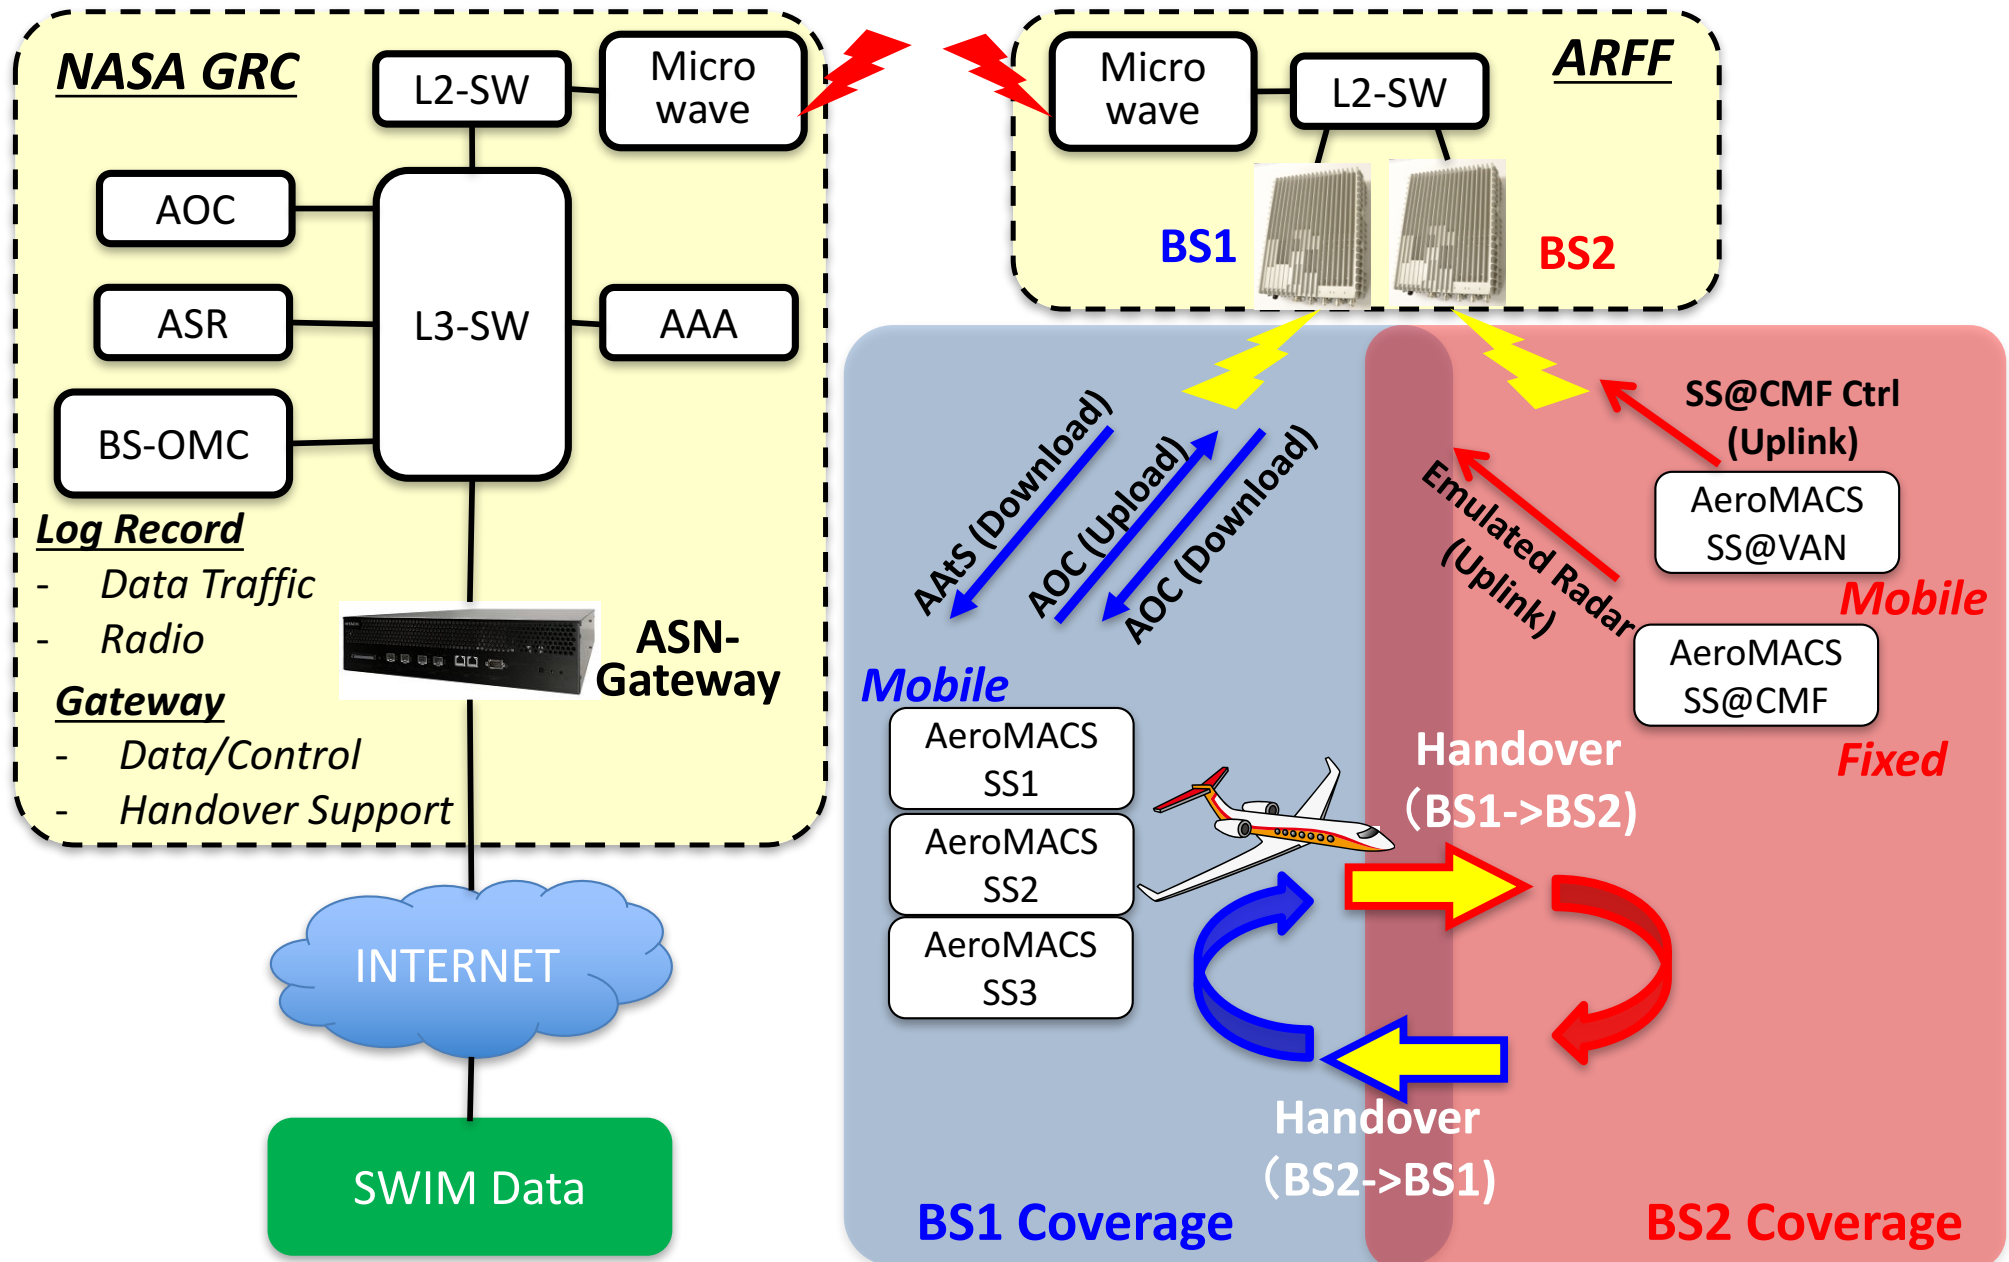 NASA GRC
L2-SW
Micro
wave
AOC
ASR
L3-SW
AAA
BS-OMC
Log Record
- Data Traffic
- Radio
ASN-
Gateway
Gateway
- Data/Control
- Handover Support
INTERNET
SWIM Data
Micro
wave
L2-SW
ARFF
BS1
BS2
AAtS (Download)
AOC (Upload)
AOC (Download)
SS@CMF Ctrl
(Uplink)
Emulated Radar
(Uplink)
AeroMACS
SS@VAN
Mobile
AeroMACS
SS@CMF
Fixed
Mobile
AeroMACS
SS1
AeroMACS
SS2
AeroMACS
SS3
Handover
（BS1->BS2)
Handover
（BS2->BS1)
BS1 Coverage
BS2 Coverage